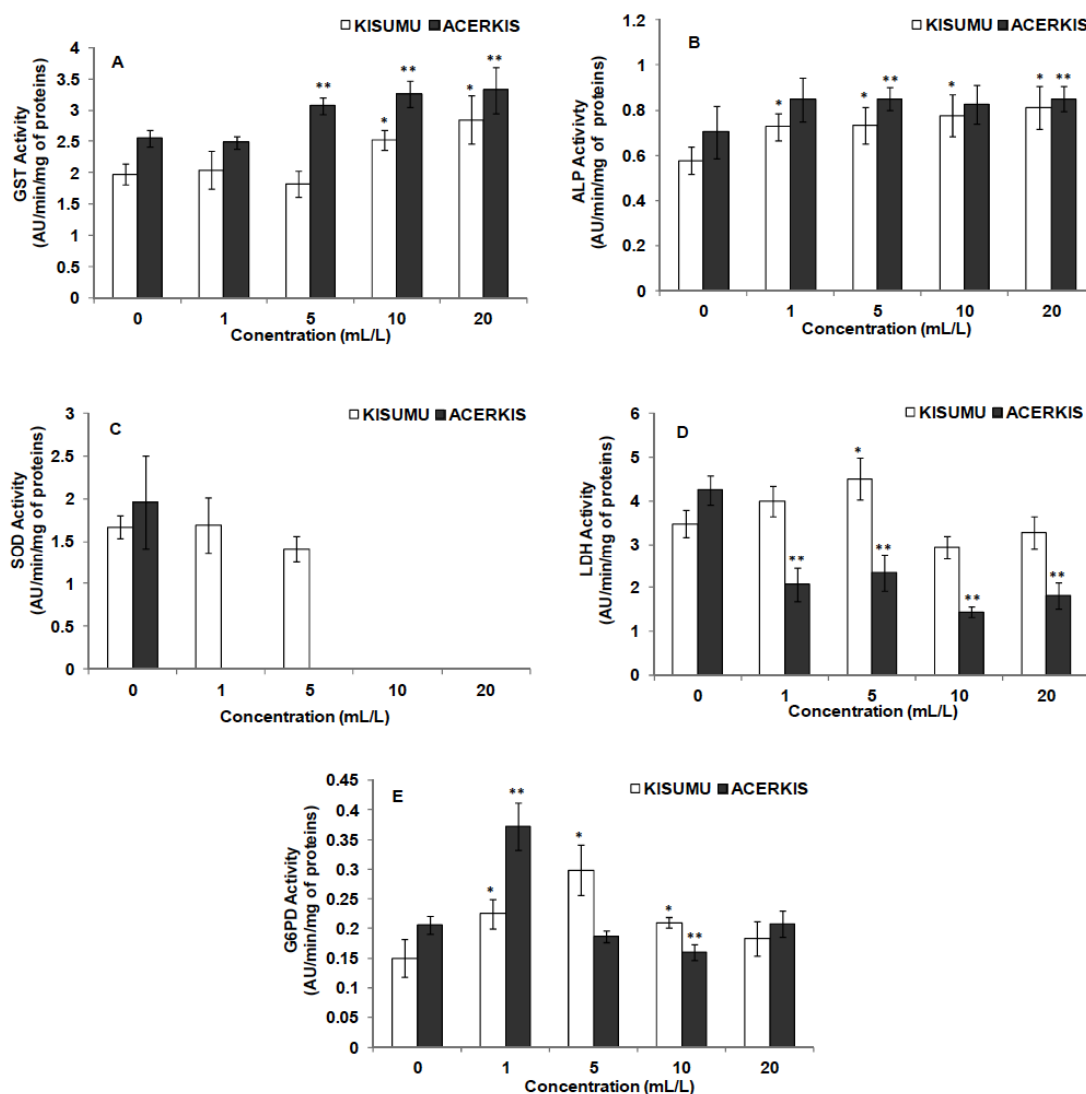 KISUMU ACERKIS
A
GST Activity
(AU/min/mg of proteins)
4
3.5
3
2.5
2
1.5
1
0.5
0
** * ** * **
0 1 5 10 20
Conentration (mL/L)
KISUMU ACERKIS
B
ALP Activivty
(AU/min/mg of proteins)
1.2
1
0.8
0.6
0.4
0.2
0
* * ** * * **
0 1 5 10 20
Concentration (mL/L)
KISUMU ACERKIS
C
SOD Activity
(AU/min/mg of proteins)
3
2.5
2
1.5
1
0.5
0
0 1 5 10 20
Concentration (mL/L)
KISUMU ACERKIS
D
LDH Activity
(AU/min/mg of proteins)
6
5
4
3
2
1
0
** * ** ** **
0 1 5 10 20
Concentration (mL/L)
KISUMU ACERKIS
E
G6PD Activity
(AU/min/mg of proteins)
0.45
0.4
0.35
0.3
0.25
0.2
0.15
0.1
0.05
0
* ** * * **
0 1 5 10 20
Concentration (mL/L)